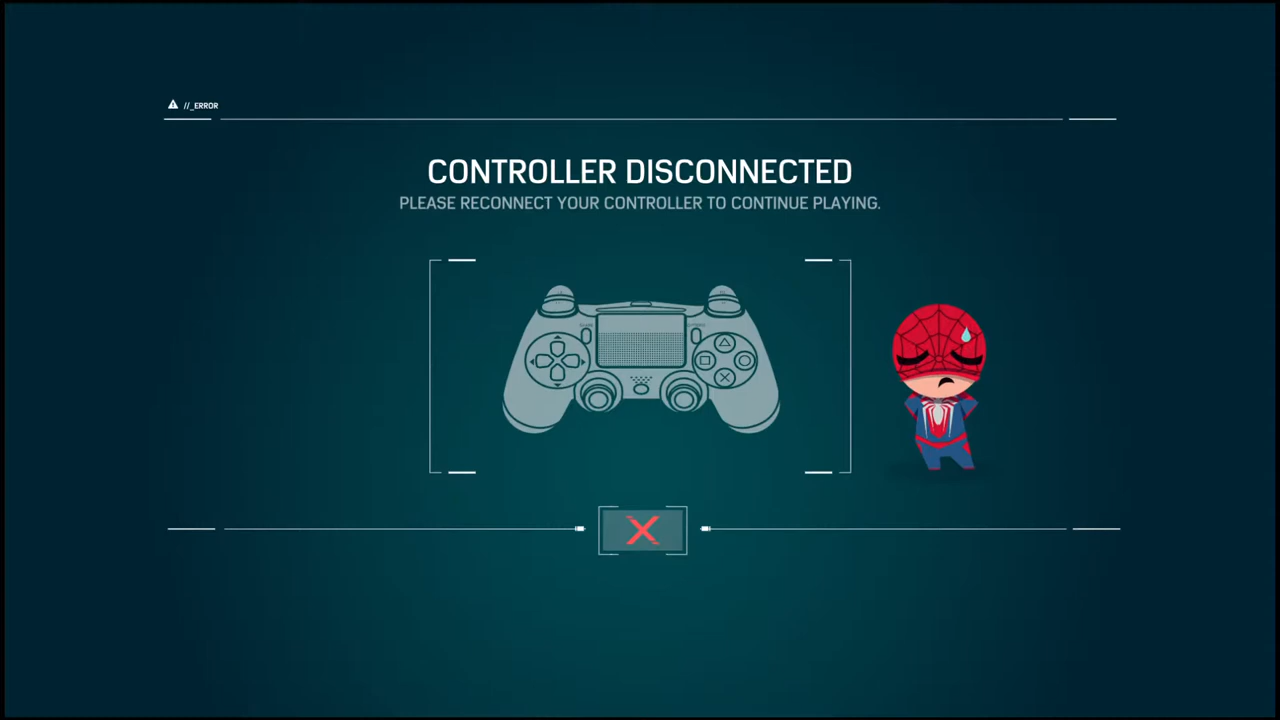 //_ERROR
CONTROLLER DISCONNECTED
PLEASE RECONNECT YOUR CONTROLLER TO CONTINUE PLAYING.